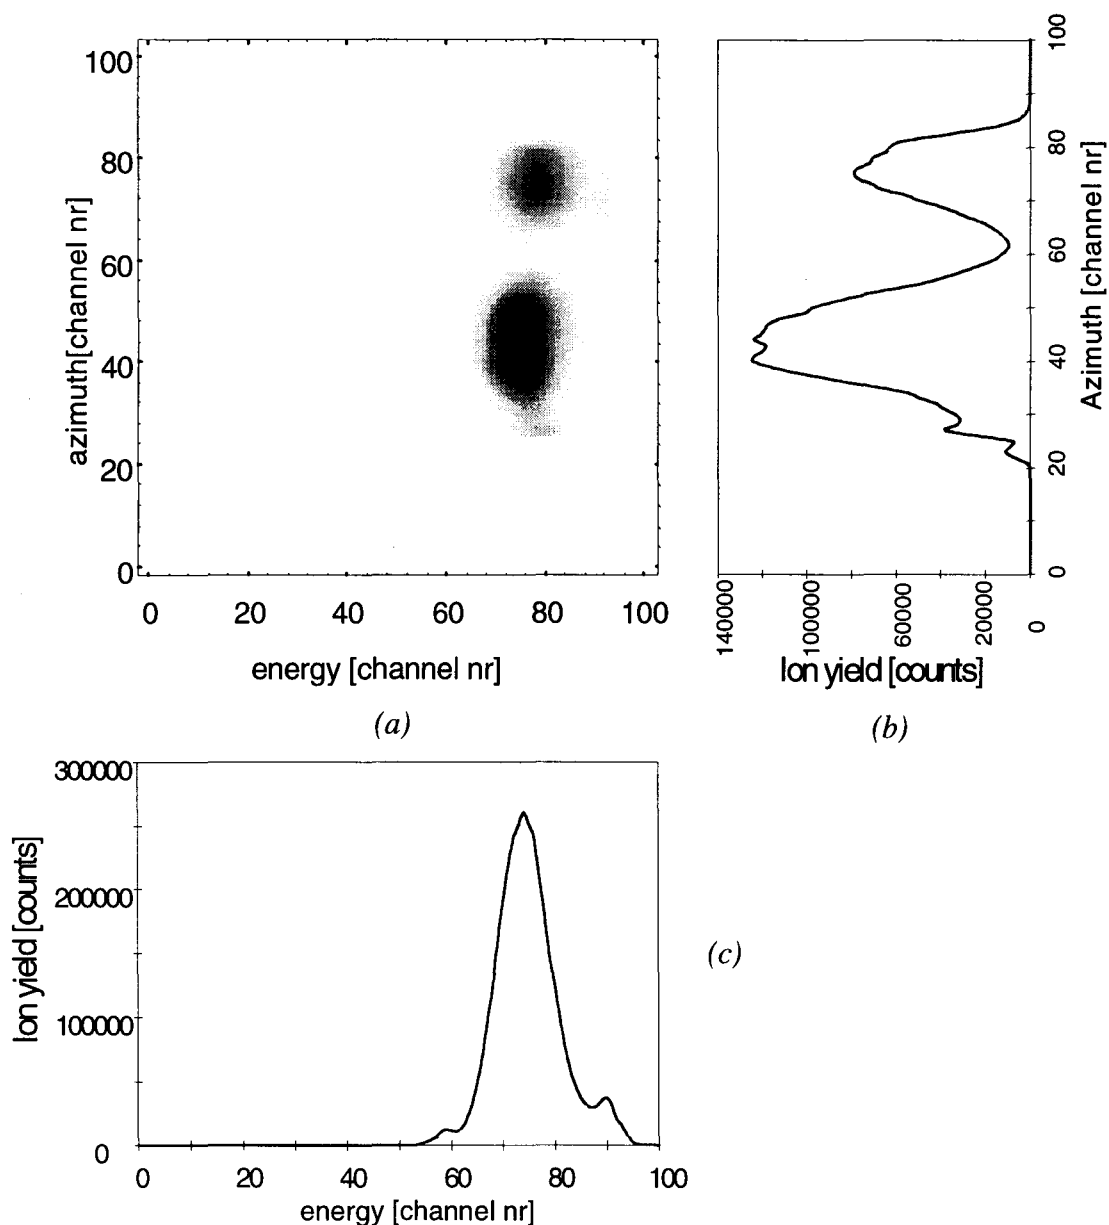 100
80
60
40
20
0
azimuth[channel nr]
0 20 40 60 80 100
energy [channel nr]
(a)
100
80
60
40
20
0
Azimuth [channel nr]
140000 100000 60000 20000 0
Ion yield [counts]
(b)
300000
200000
100000
0
Ion yield [counts]
0 20 40 60 80 100
energy [channel nr]
(c)